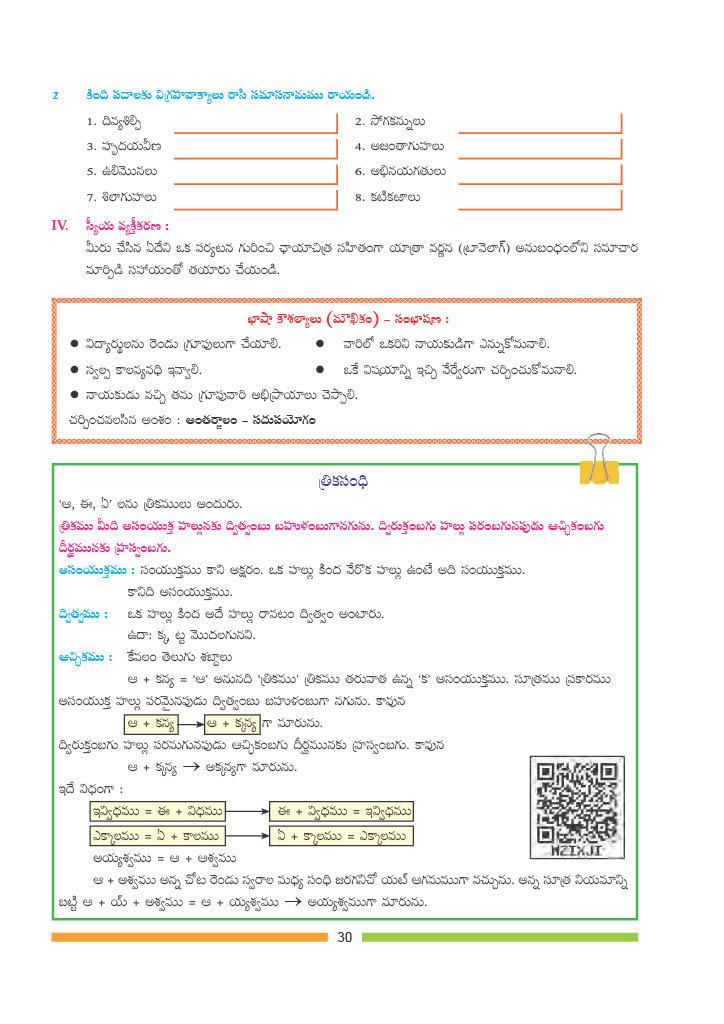 2 కింది పదాలకు విగ్రహవాక్యాలు రాసి సమాసనామము రాయండి.
1. దివ్యశిల్పి 2. సోగకన్నులు
3. హృదయవీణ 4. అజంతాగుహలు
5. ఉలిమొనలు 6. అభినయగతులు
7. శిలాగుహలు 8. కటికఱాలు
IV. స్వీయ వ్యక్తీకరణ :
మీరు చేసిన ఏదేని ఒక పర్యటన గురించి ఛాయాచిత్ర సహితంగా యాత్రా వర్ణన (ట్రావెలాగ్) అనుబంధంలోని సమాచార
మార్పిడి సహాయంతో తయారు చేయండి.
భాషా కౌశల్యాలు (మౌఖికం) – సంభాషణ :
● విద్యార్థులను రెండు గ్రూపులుగా చేయాలి. ● వారిలో ఒకరిని నాయకుడిగా ఎన్నుకోమనాలి.
● స్వల్ప కాలవ్యవధి ఇవ్వాలి. ● ఒకే విషయాన్ని ఇచ్చి వేర్వేరుగా చర్చించుకోమనాలి.
● నాయకుడు వచ్చి తమ గ్రూపువారి అభిప్రాయాలు చెప్పాలి.
చర్చించవలసిన అంశం : అంతర్జాలం – సదుపయోగం
త్రికసంధి
‘ఆ, ఈ, ఏ’ లను త్రికములు అందురు.
త్రికము మీది అసంయుక్త హల్లునకు ద్విత్వంబు బహుళంబుగానగును. ద్విరుక్తంబగు హల్లు పరంబగునపుడు ఆచ్ఛికంబగు
దీర్ఘమునకు హ్రస్వంబగు.
అసంయుక్తము : సంయుక్తము కాని అక్షరం. ఒక హల్లు కింద వేరొక హల్లు ఉంటే అది సంయుక్తము.
కానిది అసంయుక్తము.
ద్విత్వము : ఒక హల్లు కింద అదే హల్లు రావటం ద్విత్వం అంటారు.
ఉదా: క్క, ట్ట మొదలగునవి.
ఆచ్ఛికము : కేవలం తెలుగు శబ్దాలు
ఆ + కన్య = ‘ఆ’ అనునది ‘త్రికము’ త్రికము తరువాత ఉన్న ‘క’ అసంయుక్తము. సూత్రము ప్రకారము
అసంయుక్త హల్లు పరమైనపుడు ద్విత్వంబు బహుళంబుగా నగును. కావున
ఆ + కన్య → ఆ + క్కన్య గా మారును.
ద్విరుక్తంబగు హల్లు పరమగునపుడు ఆచ్ఛికంబగు దీర్ఘమునకు హ్రస్వంబగు. కావున
ఆ + క్కన్య → అక్కన్యగా మారును.
ఇదే విధంగా :
ఇవ్విధము = ఈ + విధము → ఈ + వ్విధము = ఇవ్విధము
ఎక్కాలము = ఏ + కాలము → ఏ + క్కాలము = ఎక్కాలము
అయ్యశ్వము = ఆ + అశ్వము
ఆ + అశ్వము అన్న చోట రెండు స్వరాల మధ్య సంధి జరగనిచో యట్ ఆగమముగా వచ్చును. అన్న సూత్ర నియమాన్ని
బట్టి ఆ + య్ + అశ్వము = ఆ + య్యశ్వము → అయ్యశ్వముగా మారును.
MZIXJI
30